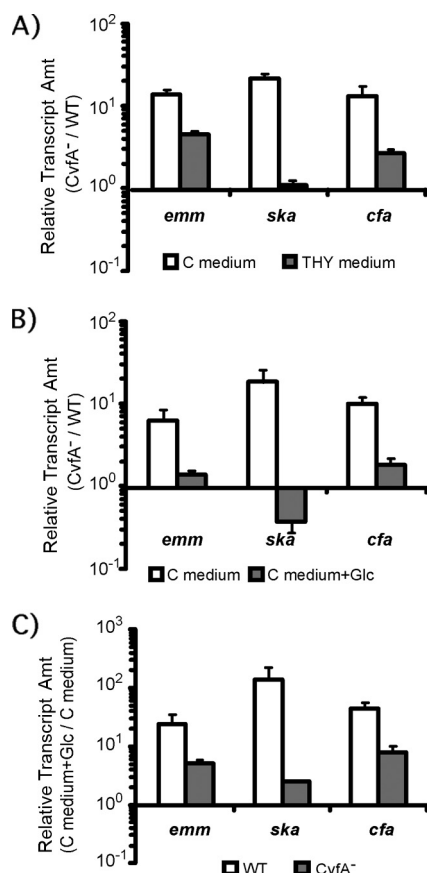 A)
Relative Transcript Amt
(CvfA⁻ / WT)
10²
10¹
10⁰
10⁻¹
emm ska cfa
C medium THY medium
B)
Relative Transcript Amt
(CvfA⁻ / WT)
10²
10¹
10⁰
10⁻¹
emm ska cfa
C medium C medium+Glc
C)
Relative Transcript Amt
(C medium+Glc / C medium)
10³
10²
10¹
10⁰
10⁻¹
emm ska cfa
WT CvfA⁻